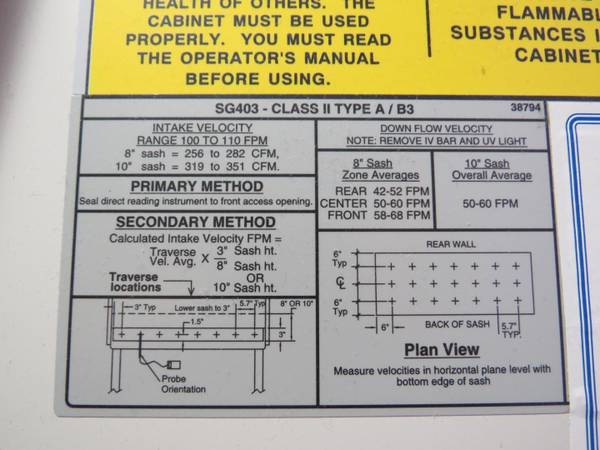 HEALTH OF OTHERS. THE
CABINET MUST BE USED
PROPERLY. YOU MUST READ
THE OPERATOR'S MANUAL
BEFORE USING.
FLAMMABL
SUBSTANCES I
CABINET
SG403 - CLASS II TYPE A / B3
38794
INTAKE VELOCITY
RANGE 100 TO 110 FPM
8" sash = 256 to 282 CFM,
10" sash = 319 to 351 CFM.
PRIMARY METHOD
Seal direct reading instrument to front access opening.
SECONDARY METHOD
Calculated Intake Velocity FPM =
Traverse
Vel. Avg. X 3" Sash ht.
8" Sash ht.
OR
10" Sash ht.
Traverse
locations
3" Typ
Lower sash to 3"
5.7" Typ
8" OR 10"
1.5"
3"
Probe
Orientation
DOWN FLOW VELOCITY
NOTE: REMOVE IV BAR AND UV LIGHT
8" Sash
Zone Averages
REAR 42-52 FPM
CENTER 50-60 FPM
FRONT 58-68 FPM
10" Sash
Overall Average
50-60 FPM
REAR WALL
6"
Typ
CL
6"
Typ
6"
BACK OF SASH
5.7"
TYP.
Plan View
Measure velocities in horizontal plane level with
bottom edge of sash